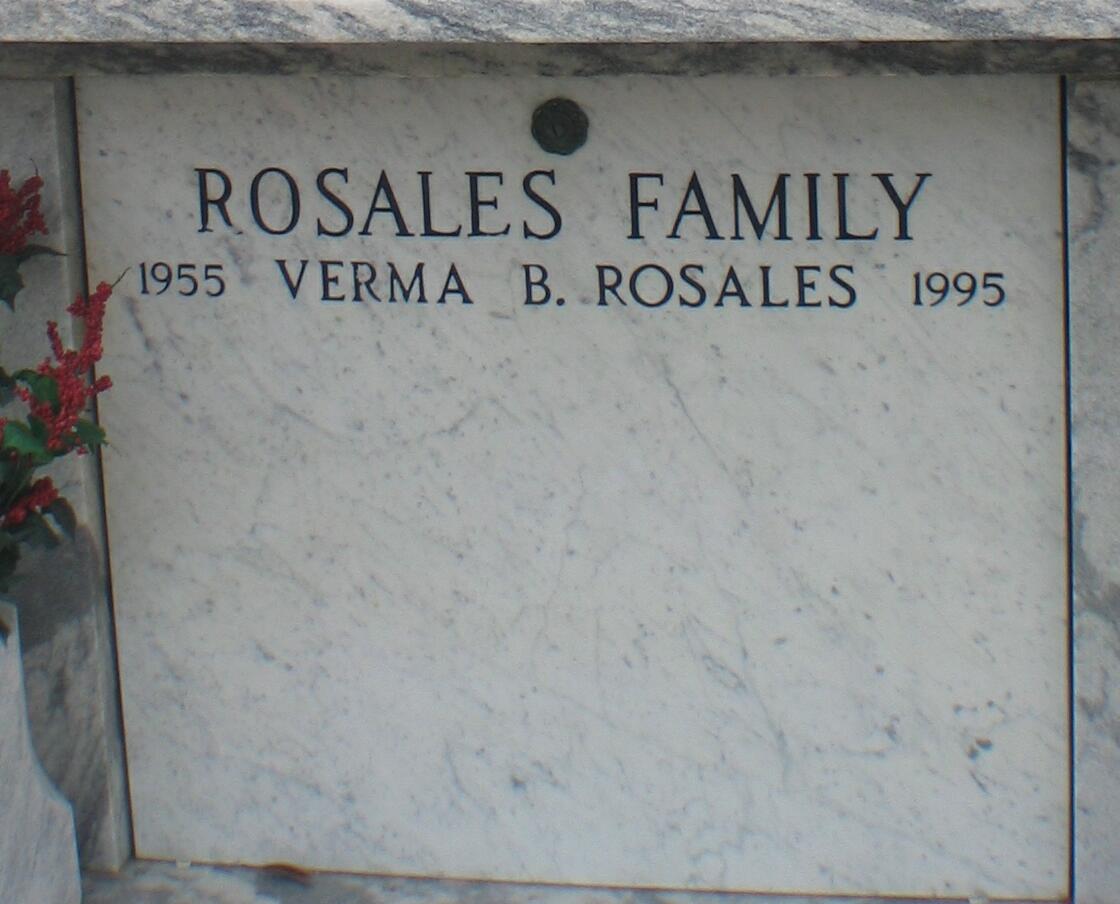 ROSALES FAMILY
1955 VERMA B. ROSALES 1995